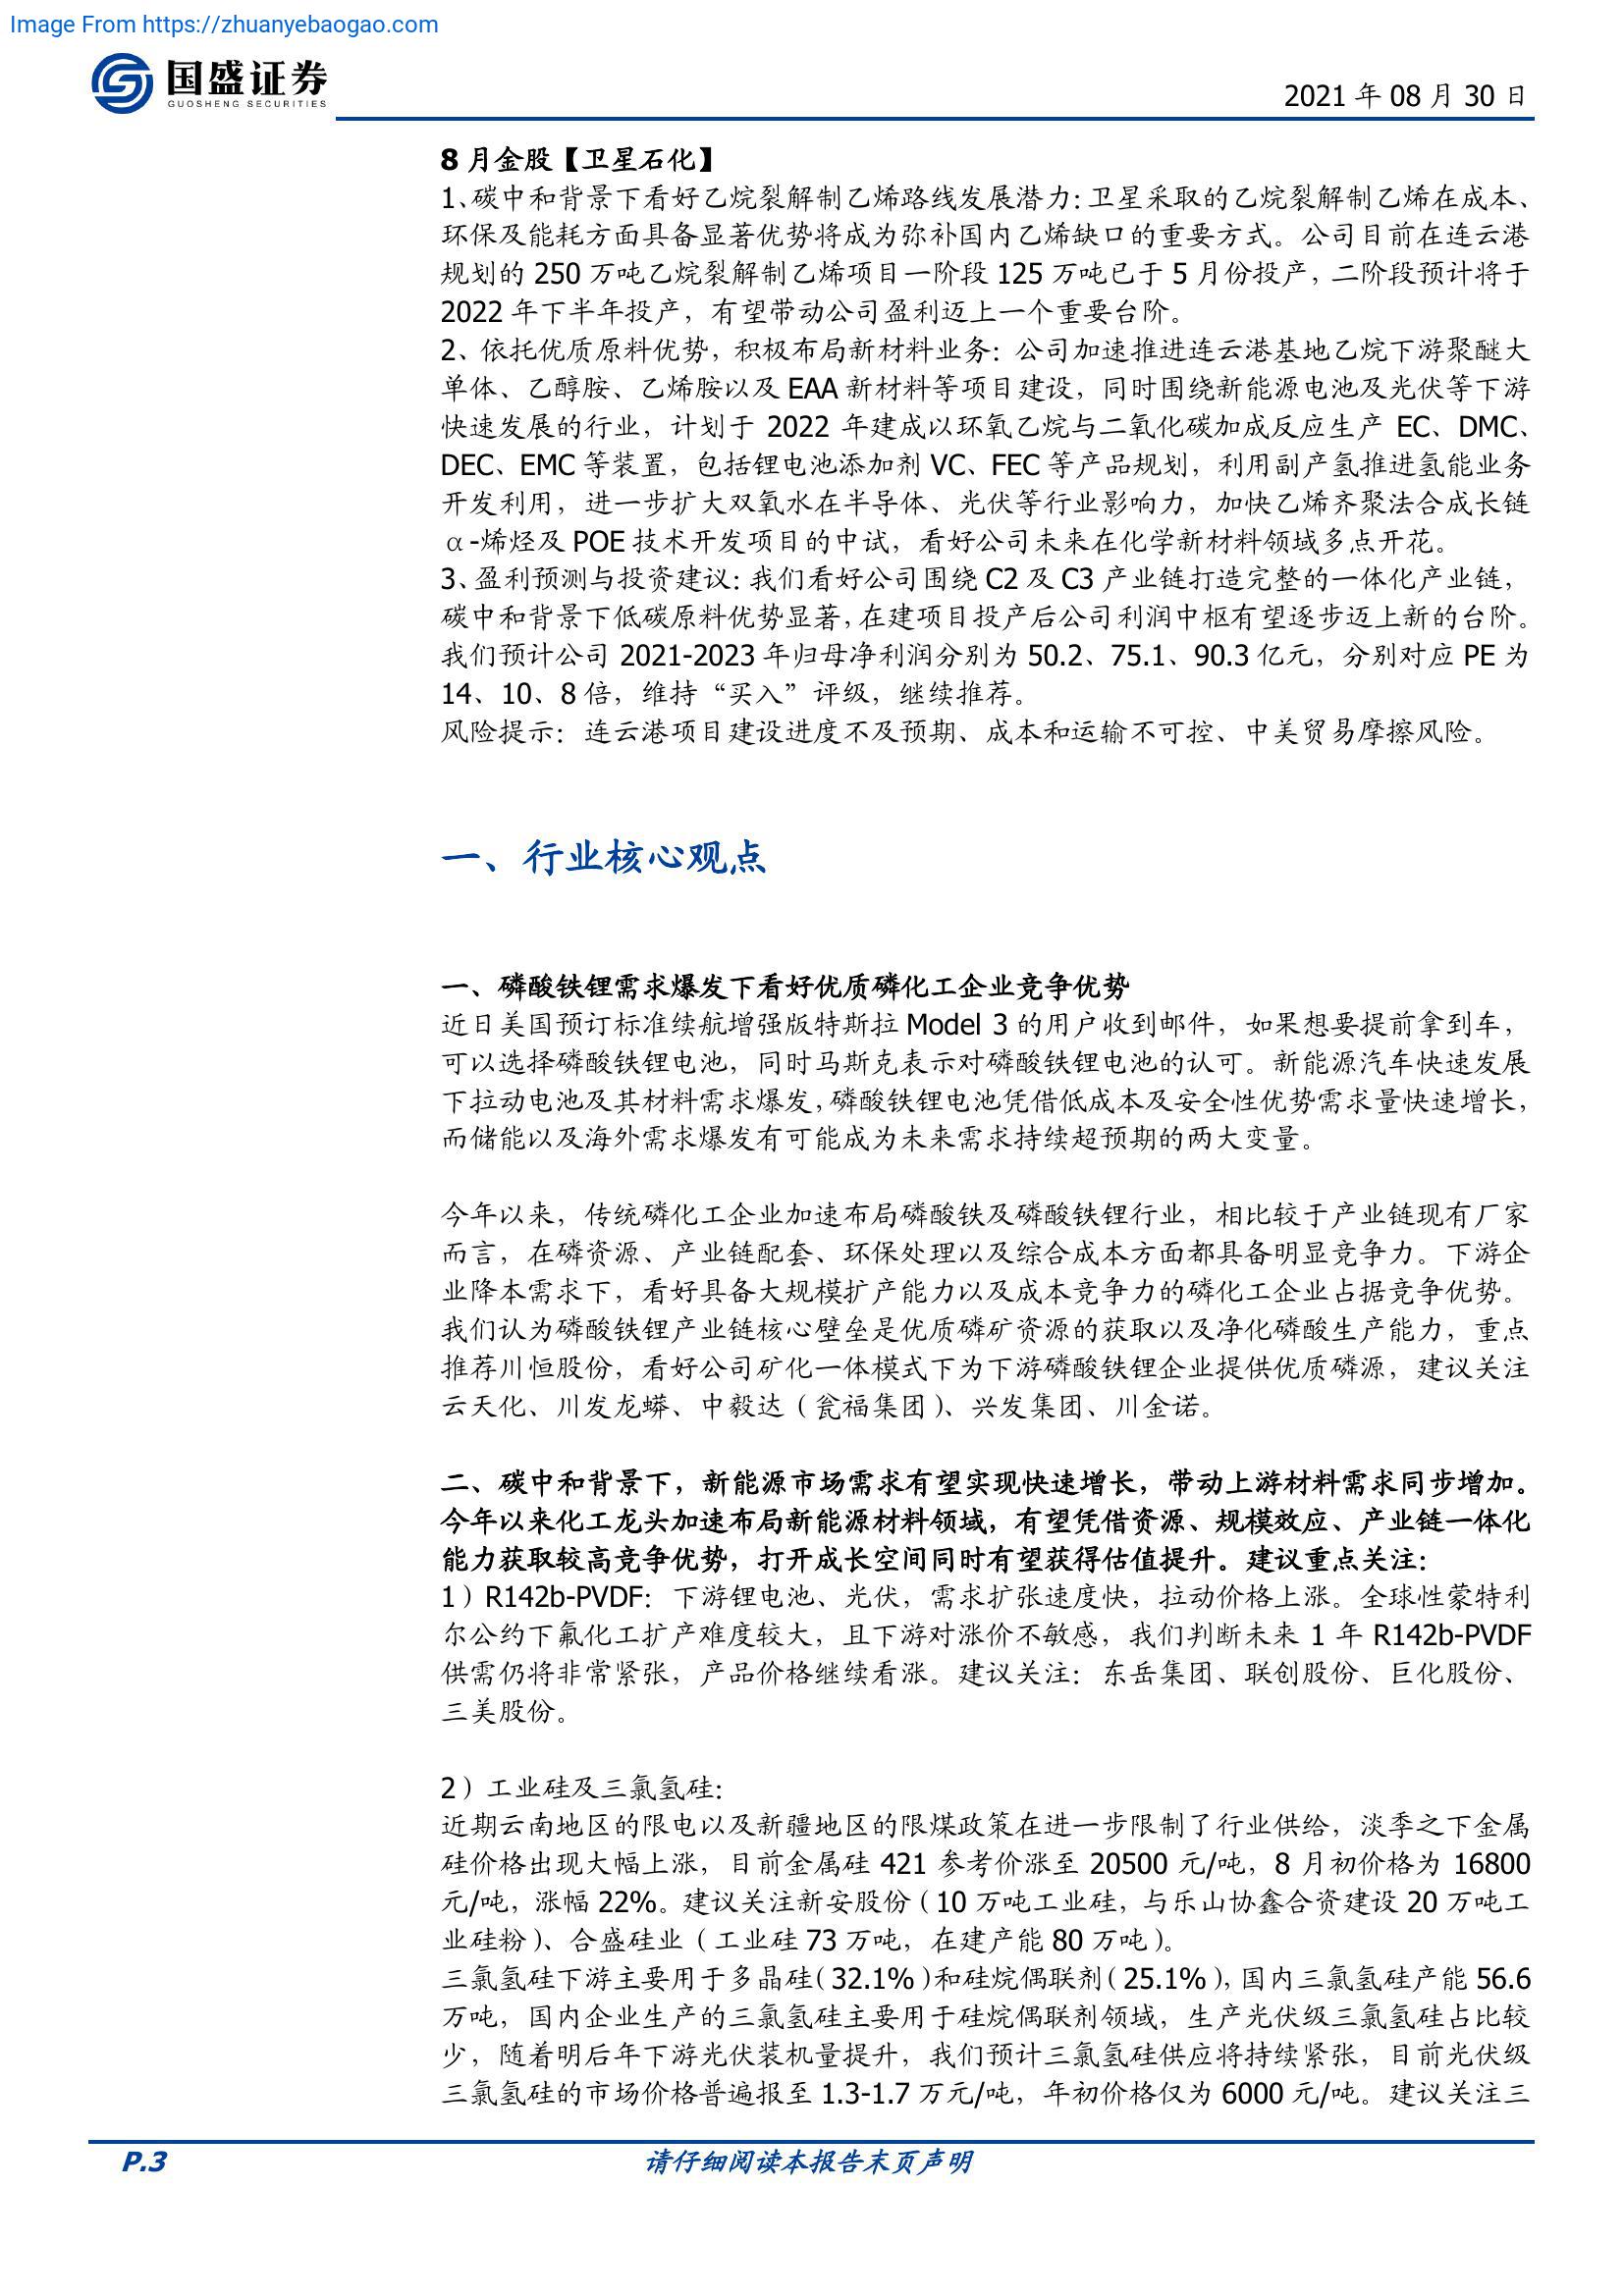 Image From https://zhuanyebaogao.com
国盛证券
GUOSHENG SECURITIES
2021 年 08 月 30 日
8 月金股【卫星石化】
1、碳中和背景下看好乙烷裂解制乙烯路线发展潜力：卫星采取的乙烷裂解制乙烯在成本、
环保及能耗方面具备显著优势将成为弥补国内乙烯缺口的重要方式。公司目前在连云港
规划的 250 万吨乙烷裂解制乙烯项目一阶段 125 万吨已于 5 月份投产，二阶段预计将于
2022 年下半年投产，有望带动公司盈利迈上一个重要台阶。
2、依托优质原料优势，积极布局新材料业务：公司加速推进连云港基地乙烷下游聚醚大
单体、乙醇胺、乙烯胺以及 EAA 新材料等项目建设，同时围绕新能源电池及光伏等下游
快速发展的行业，计划于 2022 年建成以环氧乙烷与二氧化碳加成反应生产 EC、DMC、
DEC、EMC 等装置，包括锂电池添加剂 VC、FEC 等产品规划，利用副产氢推进氢能业务
开发利用，进一步扩大双氧水在半导体、光伏等行业影响力，加快乙烯齐聚法合成长链
α-烯烃及 POE 技术开发项目的中试，看好公司未来在化学新材料领域多点开花。
3、盈利预测与投资建议：我们看好公司围绕 C2 及 C3 产业链打造完整的一体化产业链，
碳中和背景下低碳原料优势显著，在建项目投产后公司利润中枢有望逐步迈上新的台阶。
我们预计公司 2021-2023 年归母净利润分别为 50.2、75.1、90.3 亿元，分别对应 PE 为
14、10、8 倍，维持“买入”评级，继续推荐。
风险提示：连云港项目建设进度不及预期、成本和运输不可控、中美贸易摩擦风险。
一、行业核心观点
一、磷酸铁锂需求爆发下看好优质磷化工企业竞争优势
近日美国预订标准续航增强版特斯拉 Model 3 的用户收到邮件，如果想要提前拿到车，
可以选择磷酸铁锂电池，同时马斯克表示对磷酸铁锂电池的认可。新能源汽车快速发展
下拉动电池及其材料需求爆发，磷酸铁锂电池凭借低成本及安全性优势需求量快速增长，
而储能以及海外需求爆发有可能成为未来需求持续超预期的两大变量。
今年以来，传统磷化工企业加速布局磷酸铁及磷酸铁锂行业，相比较于产业链现有厂家
而言，在磷资源、产业链配套、环保处理以及综合成本方面都具备明显竞争力。下游企
业降本需求下，看好具备大规模扩产能力以及成本竞争力的磷化工企业占据竞争优势。
我们认为磷酸铁锂产业链核心壁垒是优质磷矿资源的获取以及净化磷酸生产能力，重点
推荐川恒股份，看好公司矿化一体模式下为下游磷酸铁锂企业提供优质磷源，建议关注
云天化、川发龙蟒、中毅达（瓮福集团）、兴发集团、川金诺。
二、碳中和背景下，新能源市场需求有望实现快速增长，带动上游材料需求同步增加。
今年以来化工龙头加速布局新能源材料领域，有望凭借资源、规模效应、产业链一体化
能力获取较高竞争优势，打开成长空间同时有望获得估值提升。建议重点关注：
1）R142b-PVDF：下游锂电池、光伏，需求扩张速度快，拉动价格上涨。全球性蒙特利
尔公约下氟化工扩产难度较大，且下游对涨价不敏感，我们判断未来 1 年 R142b-PVDF
供需仍将非常紧张，产品价格继续看涨。建议关注：东岳集团、联创股份、巨化股份、
三美股份。
2）工业硅及三氯氢硅：
近期云南地区的限电以及新疆地区的限煤政策在进一步限制了行业供给，淡季之下金属
硅价格出现大幅上涨，目前金属硅 421 参考价涨至 20500 元/吨，8 月初价格为 16800
元/吨，涨幅 22%。建议关注新安股份（10 万吨工业硅，与乐山协鑫合资建设 20 万吨工
业硅粉）、合盛硅业（工业硅 73 万吨，在建产能 80 万吨）。
三氯氢硅下游主要用于多晶硅（32.1%）和硅烷偶联剂（25.1%），国内三氯氢硅产能 56.6
万吨，国内企业生产的三氯氢硅主要用于硅烷偶联剂领域，生产光伏级三氯氢硅占比较
少，随着明后年下游光伏装机量提升，我们预计三氯氢硅供应将持续紧张，目前光伏级
三氯氢硅的市场价格普遍报至 1.3-1.7 万元/吨，年初价格仅为 6000 元/吨。建议关注三
P.3
请仔细阅读本报告末页声明